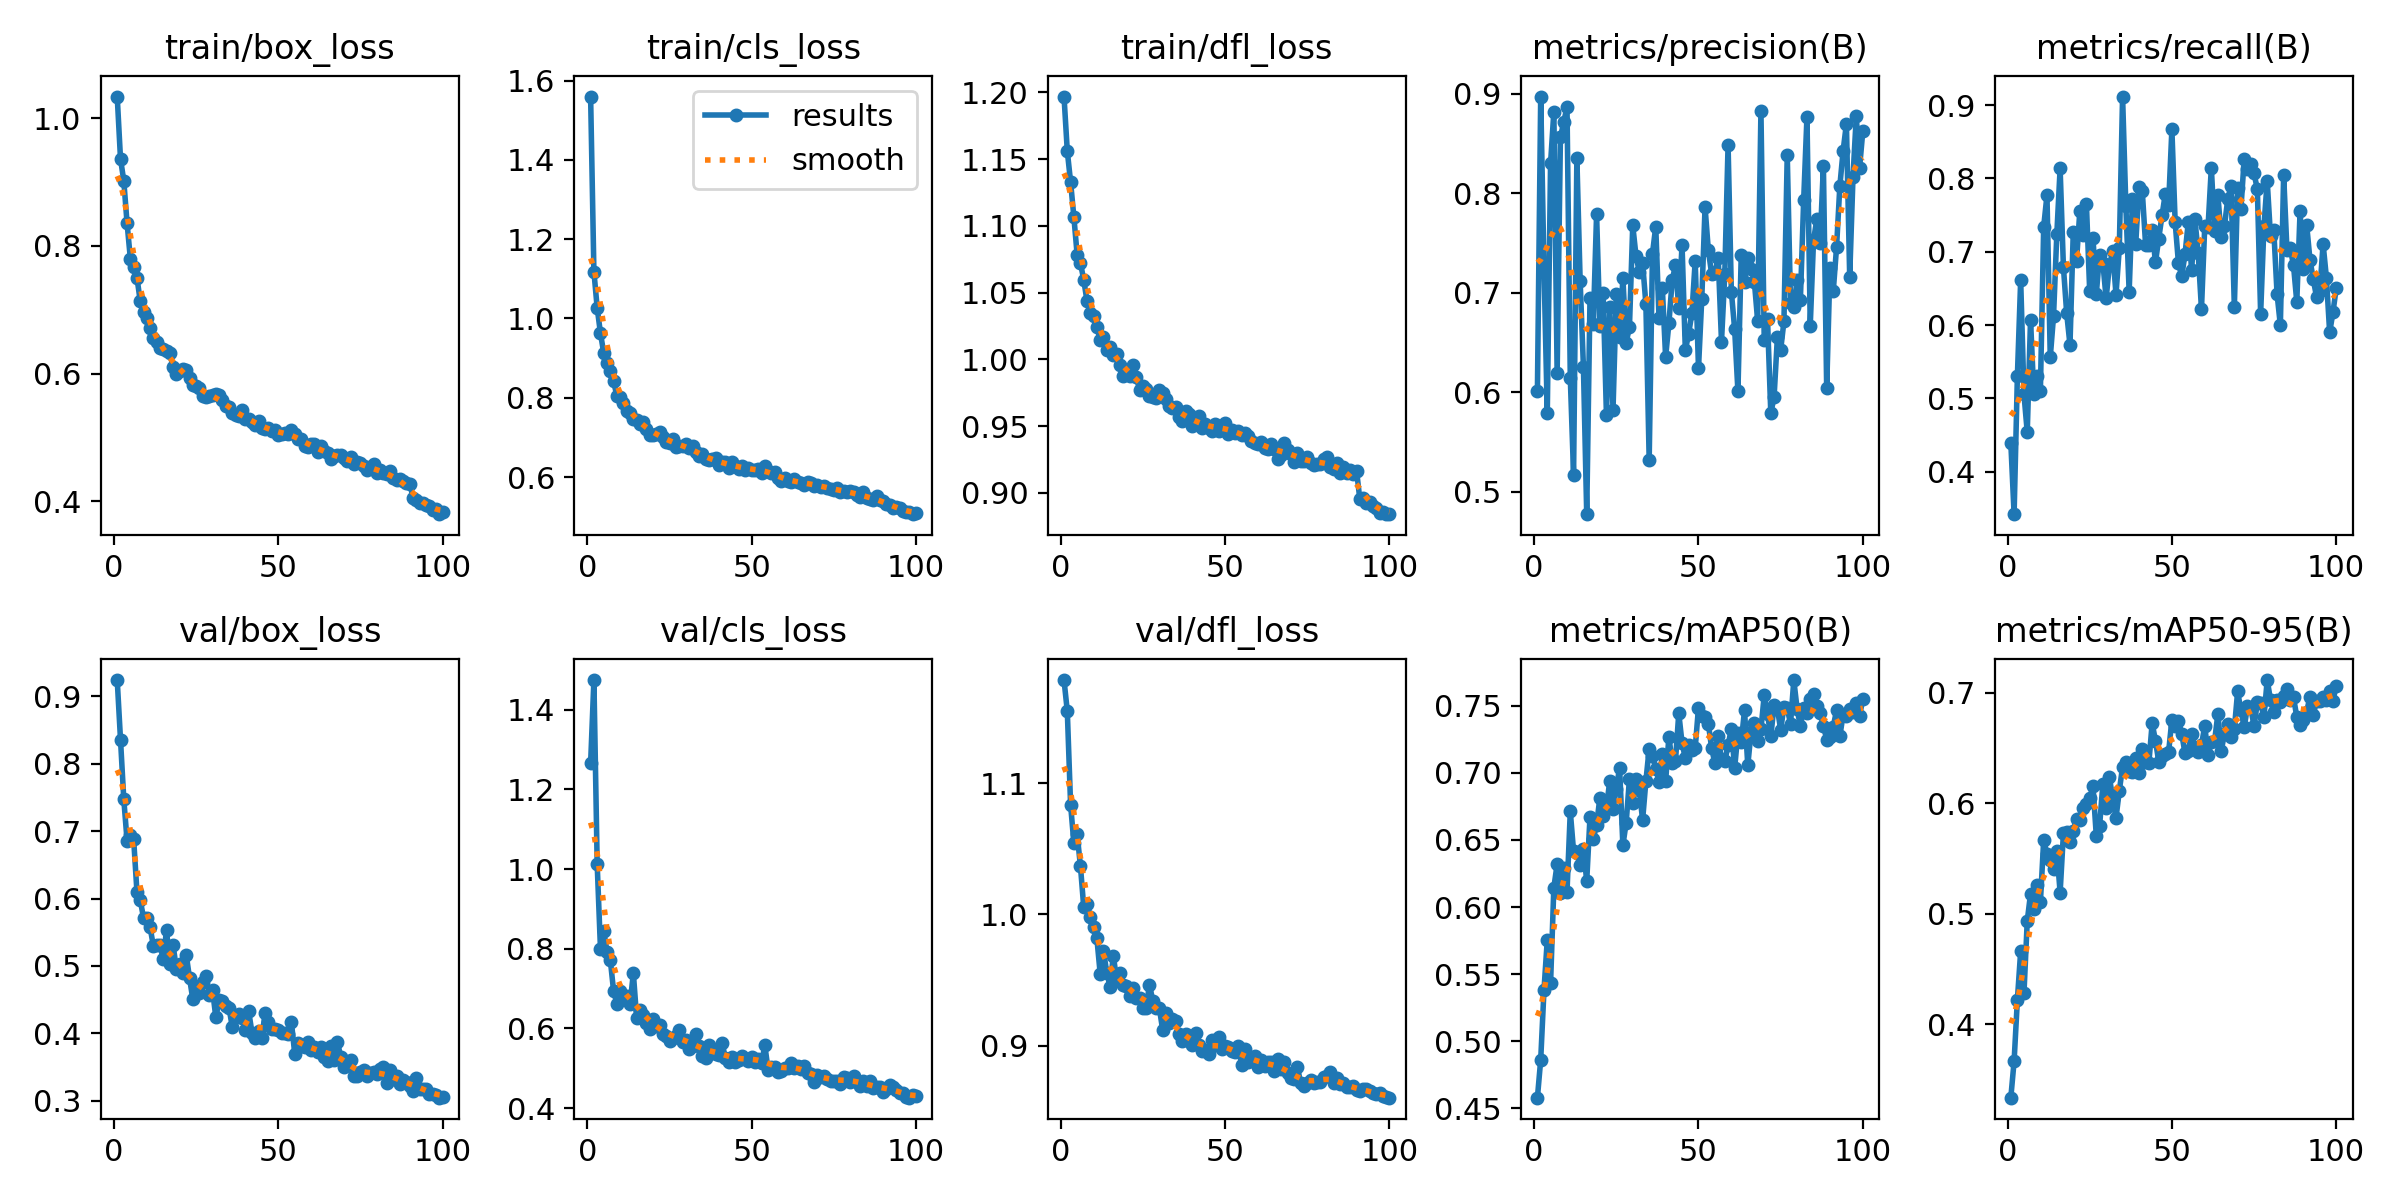 train/box_loss
1.0
0.8
0.6
0.4
0 50 100
train/cls_loss
1.6
1.4
1.2
1.0
0.8
0.6
results
smooth
0 50 100
train/dfl_loss
1.20
1.15
1.10
1.05
1.00
0.95
0.90
0 50 100
metrics/precision(B)
0.9
0.8
0.7
0.6
0.5
0 50 100
metrics/recall(B)
0.9
0.8
0.7
0.6
0.5
0.4
0 50 100
val/box_loss
0.9
0.8
0.7
0.6
0.5
0.4
0.3
0 50 100
val/cls_loss
1.4
1.2
1.0
0.8
0.6
0.4
0 50 100
val/dfl_loss
1.1
1.0
0.9
0 50 100
metrics/mAP50(B)
0.75
0.70
0.65
0.60
0.55
0.50
0.45
0 50 100
metrics/mAP50-95(B)
0.7
0.6
0.5
0.4
0 50 100